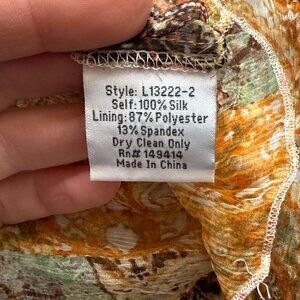 Style: L13222-2
Self: 100% Silk
Lining: 87% Polyester
13% Spandex
Dry Clean Only
Rn# 149414
Made In China